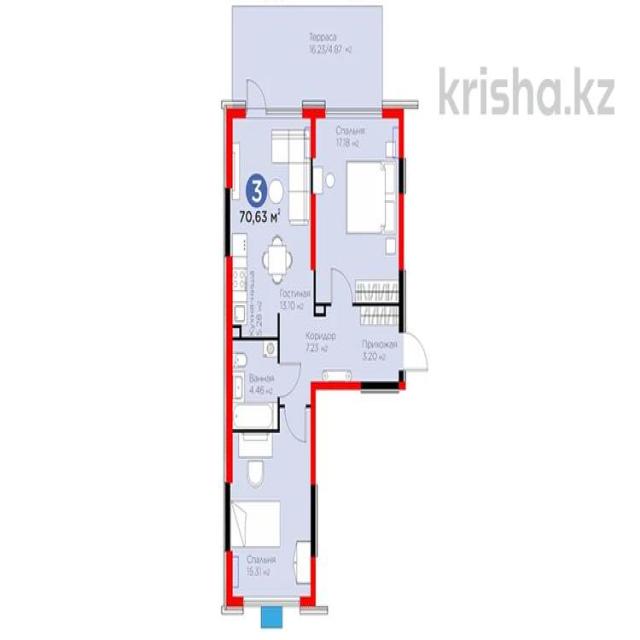 Терраса
16.23/4.87 м2
krisha.kz
Спальня
17.18 м2
3
70,63 м²
Гостиная
13.10 м2
Кухня-ниша
5.28 м2
Коридор
7.23 м2
Прихожая
3.20 м2
Ванная
4.46 м2
Спальня
15.31 м2